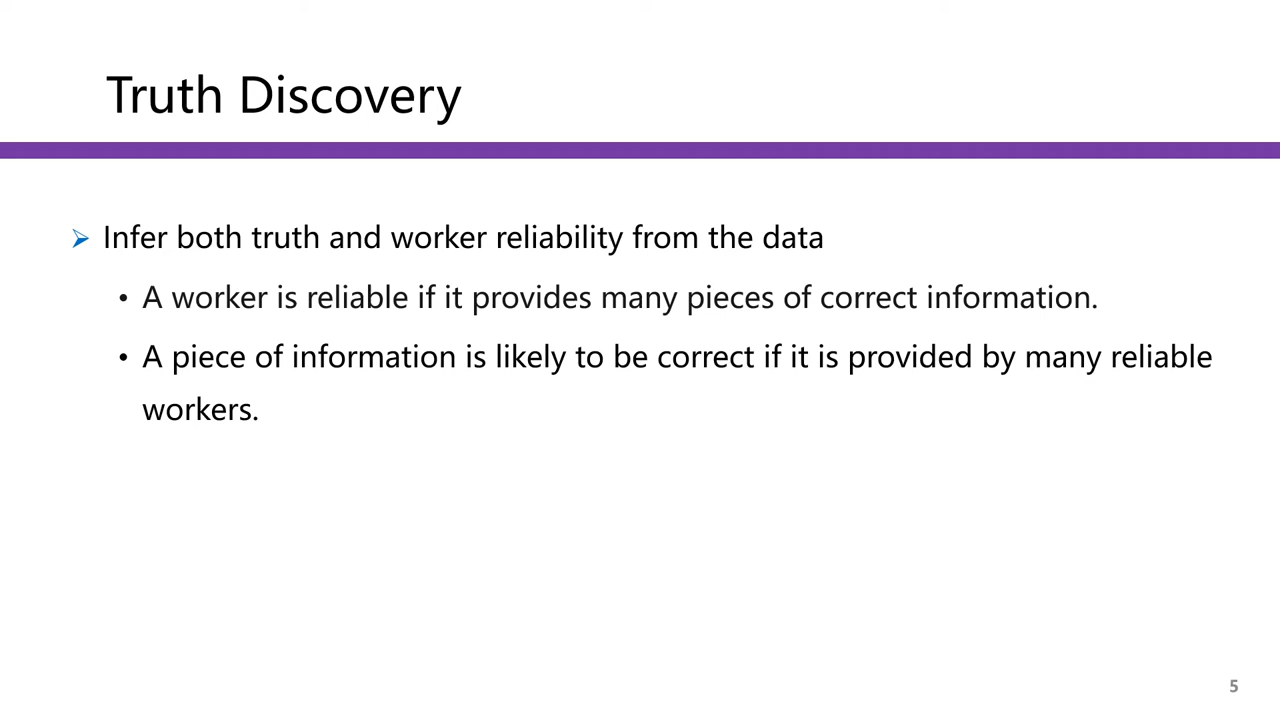 Truth Discovery
➢ Infer both truth and worker reliability from the data
• A worker is reliable if it provides many pieces of correct information.
• A piece of information is likely to be correct if it is provided by many reliable
workers.
5